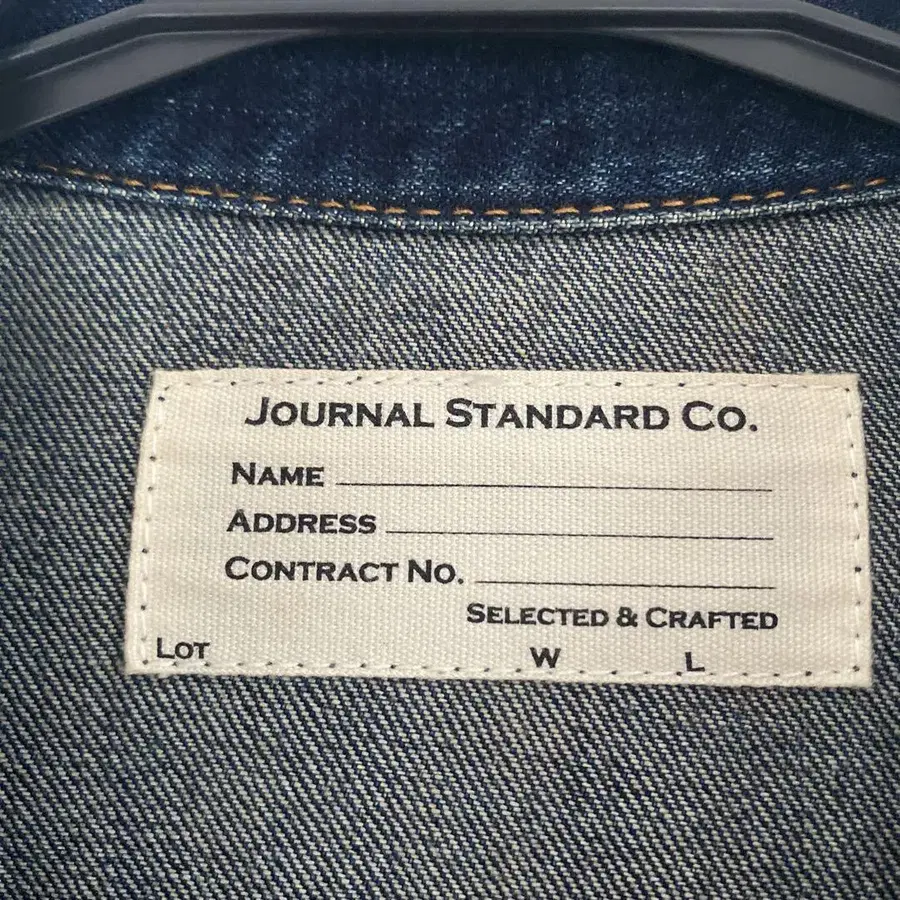 JOURNAL STANDARD CO.
NAME
ADDRESS
CONTRACT NO.
SELECTED & CRAFTED
LOT W L